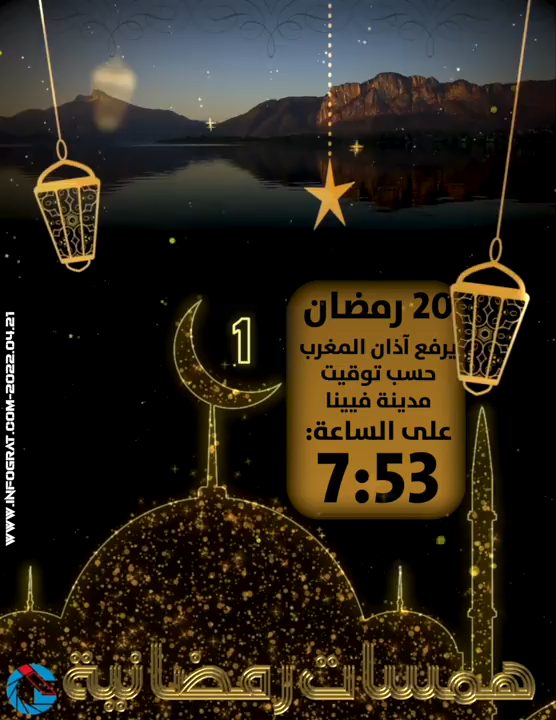 20 رمضان
يرفع آذان المغرب
حسب توقيت
مدينة فيينا
على الساعة:
7:53
1
WWW.INFOGRAT.COM-2022.04.21
همسات رمضانية